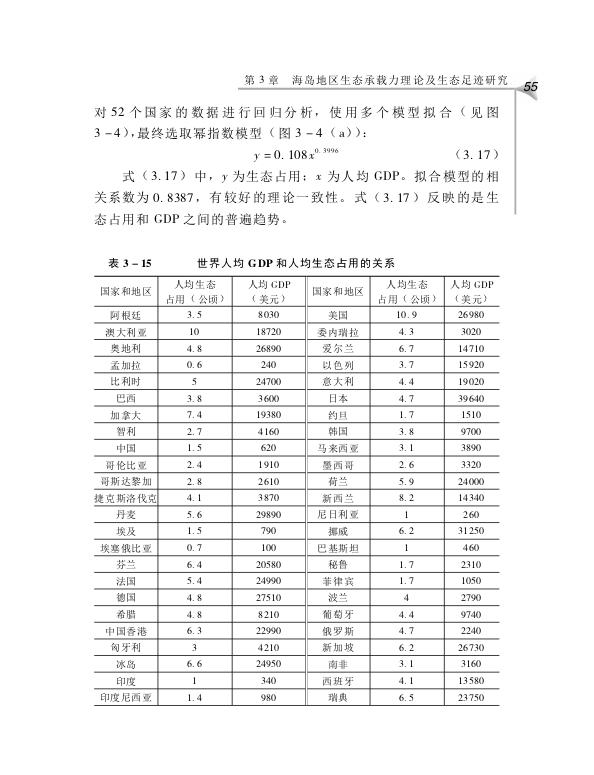 第 3 章 海岛地区生态承载力理论及生态足迹研究
55
对 52 个国家的数据进行回归分析，使用多个模型拟合（见图
3－4），最终选取幂指数模型（图 3－4（a））：
y = 0. 108x^0. 3996 （3. 17）
式（3. 17）中，y 为生态占用；x 为人均 GDP。拟合模型的相
关系数为 0. 8387，有较好的理论一致性。式（3. 17）反映的是生
态占用和 GDP 之间的普遍趋势。
表 3－15 世界人均 GDP 和人均生态占用的关系
国家和地区 人均生态占用（公顷） 人均 GDP（美元） 国家和地区 人均生态占用（公顷） 人均 GDP（美元）
阿根廷 3. 5 8030 美国 10. 9 26980
澳大利亚 10 18720 委内瑞拉 4. 3 3020
奥地利 4. 8 26890 爱尔兰 6. 7 14710
孟加拉 0. 6 240 以色列 3. 7 15920
比利时 5 24700 意大利 4. 4 19020
巴西 3. 8 3600 日本 4. 7 39640
加拿大 7. 4 19380 约旦 1. 7 1510
智利 2. 7 4160 韩国 3. 8 9700
中国 1. 5 620 马来西亚 3. 1 3890
哥伦比亚 2. 4 1910 墨西哥 2. 6 3320
哥斯达黎加 2. 8 2610 荷兰 5. 9 24000
捷克斯洛伐克 4. 1 3870 新西兰 8. 2 14340
丹麦 5. 6 29890 尼日利亚 1 260
埃及 1. 5 790 挪威 6. 2 31250
埃塞俄比亚 0. 7 100 巴基斯坦 1 460
芬兰 6. 4 20580 秘鲁 1. 7 2310
法国 5. 4 24990 菲律宾 1. 7 1050
德国 4. 8 27510 波兰 4 2790
希腊 4. 8 8210 葡萄牙 4. 4 9740
中国香港 6. 3 22990 俄罗斯 4. 7 2240
匈牙利 3 4210 新加坡 6. 2 26730
冰岛 6. 6 24950 南非 3. 1 3160
印度 1 340 西班牙 4. 1 13580
印度尼西亚 1. 4 980 瑞典 6. 5 23750